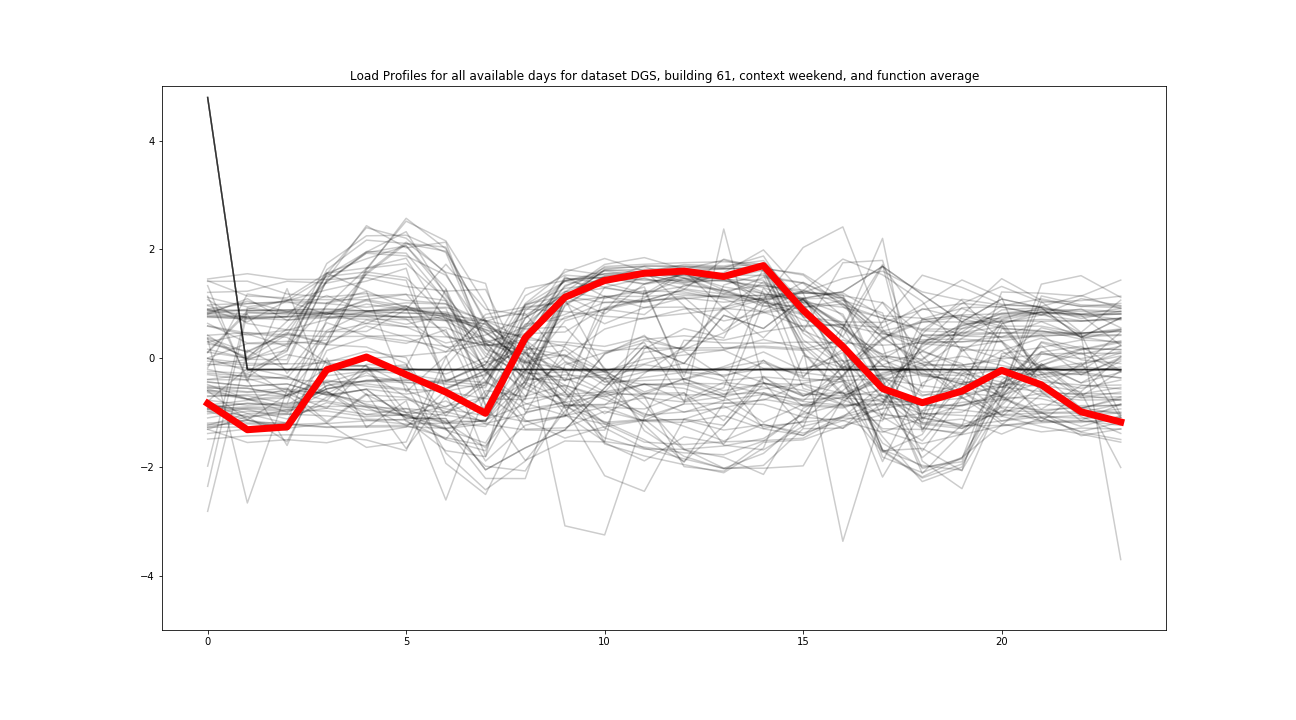 Load Profiles for all available days for dataset DGS, building 61, context weekend, and function average
4
2
0
−2
−4
0 5 10 15 20